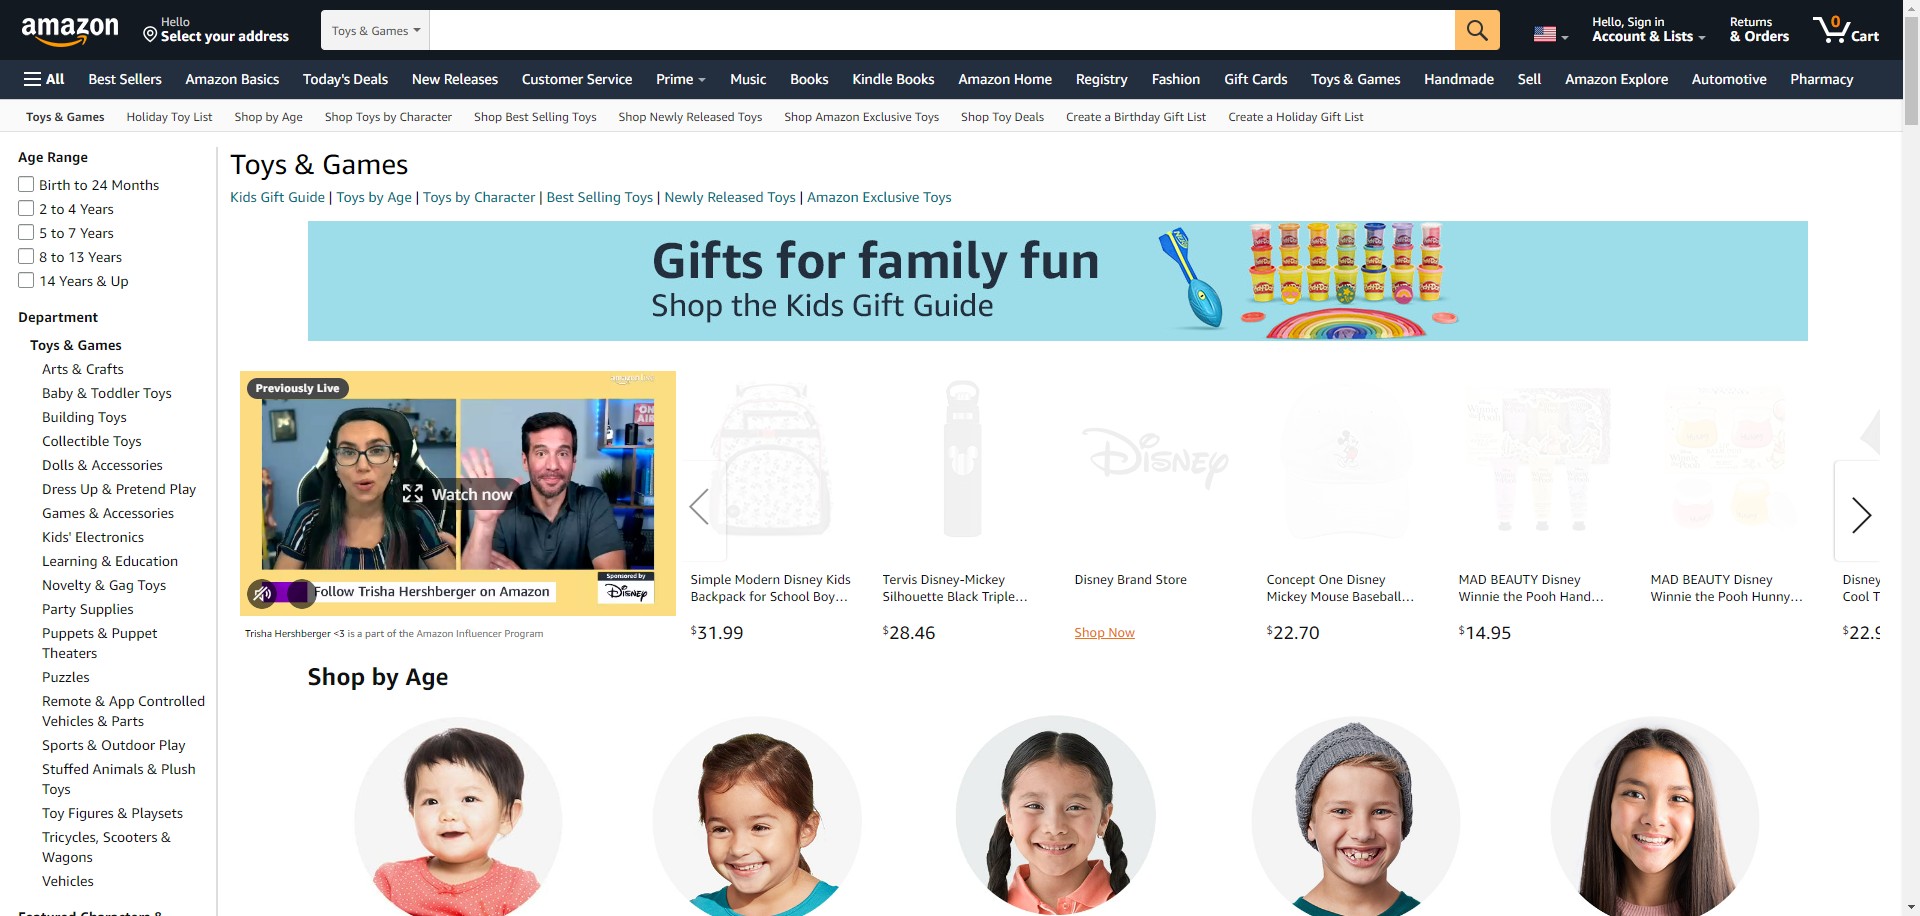 amazon
Hello
Select your address
Toys & Games
Hello, Sign in
Account & Lists
Returns
& Orders
0
Cart
All
Best Sellers
Amazon Basics
Today's Deals
New Releases
Customer Service
Prime
Music
Books
Kindle Books
Amazon Home
Registry
Fashion
Gift Cards
Toys & Games
Handmade
Sell
Amazon Explore
Automotive
Pharmacy
Toys & Games
Holiday Toy List
Shop by Age
Shop Toys by Character
Shop Best Selling Toys
Shop Newly Released Toys
Shop Amazon Exclusive Toys
Shop Toy Deals
Create a Birthday Gift List
Create a Holiday Gift List
Age Range
Birth to 24 Months
2 to 4 Years
5 to 7 Years
8 to 13 Years
14 Years & Up
Department
Toys & Games
Arts & Crafts
Baby & Toddler Toys
Building Toys
Collectible Toys
Dolls & Accessories
Dress Up & Pretend Play
Games & Accessories
Kids' Electronics
Learning & Education
Novelty & Gag Toys
Party Supplies
Puppets & Puppet
Theaters
Puzzles
Remote & App Controlled
Vehicles & Parts
Sports & Outdoor Play
Stuffed Animals & Plush
Toys
Toy Figures & Playsets
Tricycles, Scooters &
Wagons
Vehicles
Featured Characters &
Toys & Games
Kids Gift Guide | Toys by Age | Toys by Character | Best Selling Toys | Newly Released Toys | Amazon Exclusive Toys
Gifts for family fun
Shop the Kids Gift Guide
Previously Live
ON
AIR
Watch now
Follow Trisha Hershberger on Amazon
Sponsored by
Disney
Trisha Hershberger <3 is a part of the Amazon Influencer Program
Simple Modern Disney Kids
Backpack for School Boy...
$31.99
Tervis Disney-Mickey
Silhouette Black Triple...
$28.46
Disney
Disney Brand Store
Shop Now
Concept One Disney
Mickey Mouse Baseball...
$22.70
MAD BEAUTY Disney
Winnie the Pooh Hand...
$14.95
MAD BEAUTY Disney
Winnie the Pooh Hunny...
Disney
Cool T
$22.9
Shop by Age